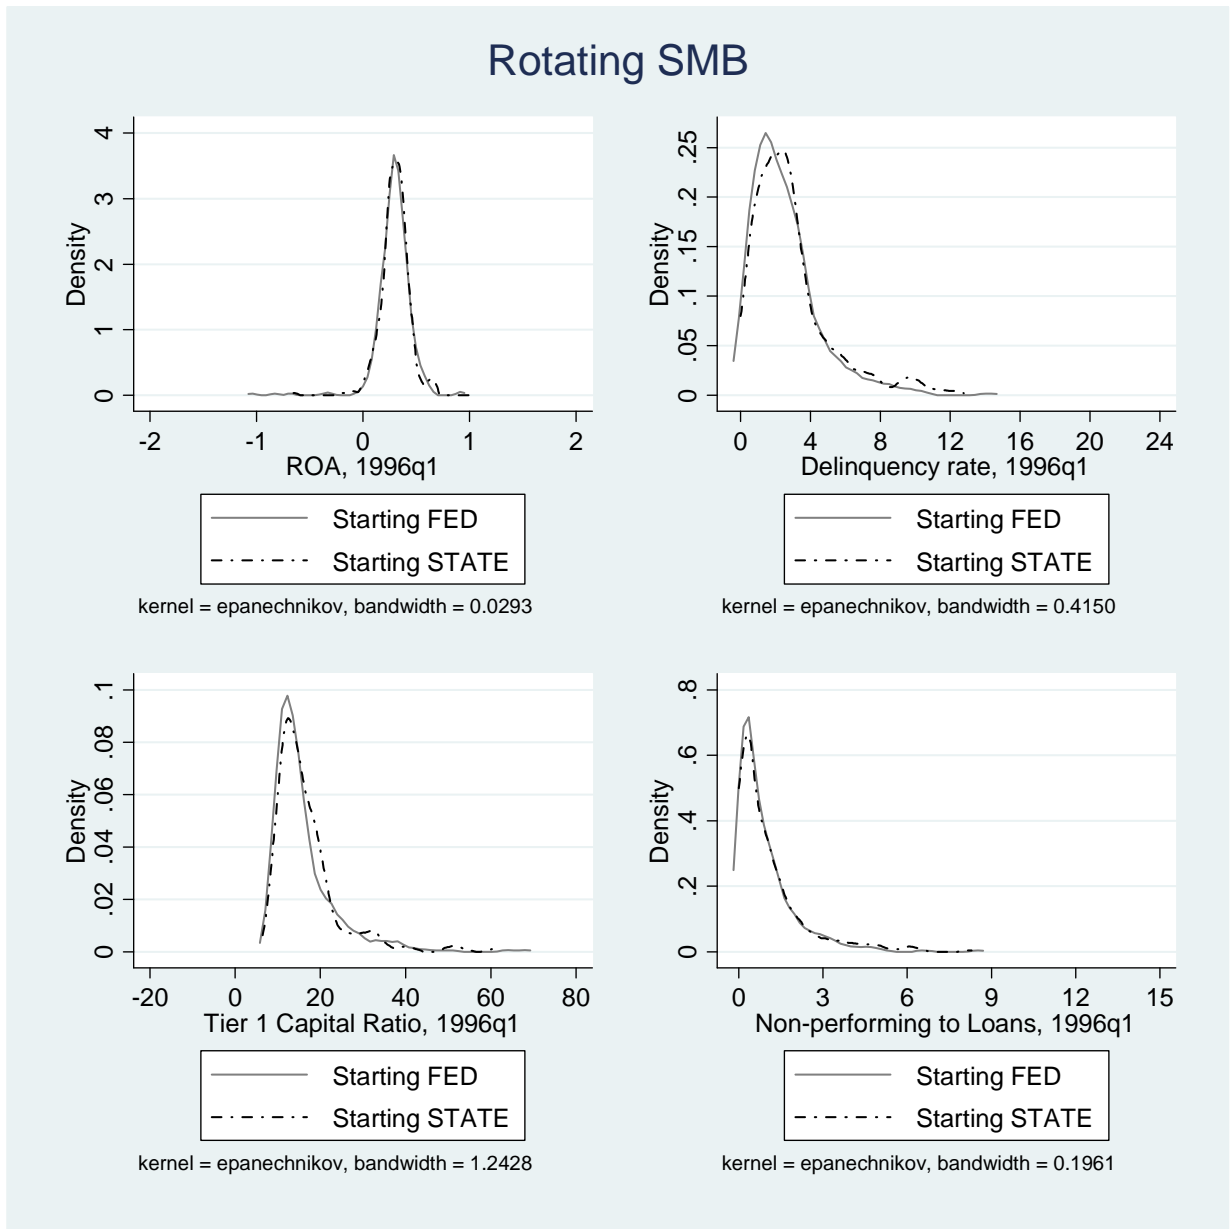 Rotating SMB
Density
4
3
2
1
0
-2 -1 0 1 2
ROA, 1996q1
Starting FED
Starting STATE
kernel = epanechnikov, bandwidth = 0.0293
Density
.25
.2
.15
.1
.05
0
0 4 8 12 16 20 24
Delinquency rate, 1996q1
Starting FED
Starting STATE
kernel = epanechnikov, bandwidth = 0.4150
Density
.1
.08
.06
.04
.02
0
-20 0 20 40 60 80
Tier 1 Capital Ratio, 1996q1
Starting FED
Starting STATE
kernel = epanechnikov, bandwidth = 1.2428
Density
.8
.6
.4
.2
0
0 3 6 9 12 15
Non-performing to Loans, 1996q1
Starting FED
Starting STATE
kernel = epanechnikov, bandwidth = 0.1961